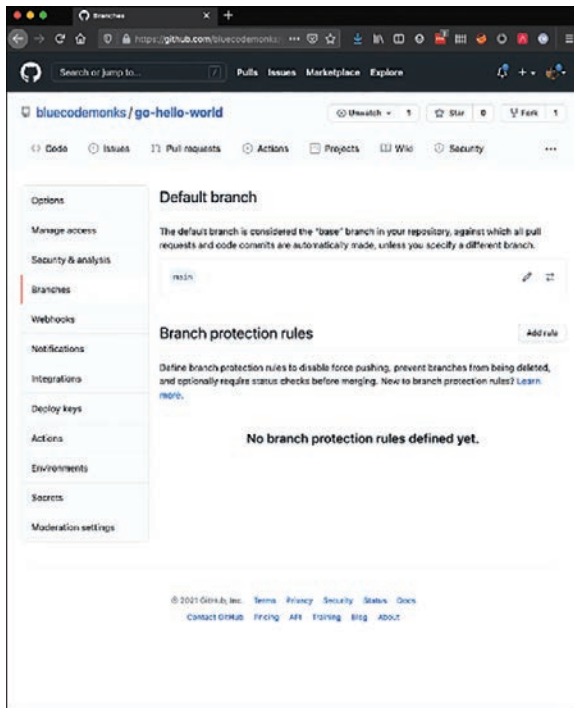 Branches
https://github.com/bluecodemonks/
Search or jump to...
/
Pulls Issues Marketplace Explore
bluecodemonks / go-hello-world
Unwatch 1
Star 0
Fork 1
Code
Issues
Pull requests
Actions
Projects
Wiki
Security
Options
Manage access
Security & analysis
Branches
Webhooks
Notifications
Integrations
Deploy keys
Actions
Environments
Secrets
Moderation settings
Default branch
The default branch is considered the "base" branch in your repository, against which all pull
requests and code commits are automatically made, unless you specify a different branch.
main
Branch protection rules
Add rule
Define branch protection rules to disable force pushing, prevent branches from being deleted,
and optionally require status checks before merging. New to branch protection rules? Learn
more.
No branch protection rules defined yet.
© 2021 GitHub, Inc. Terms Privacy Security Status Docs
Contact GitHub Pricing API Training Blog About